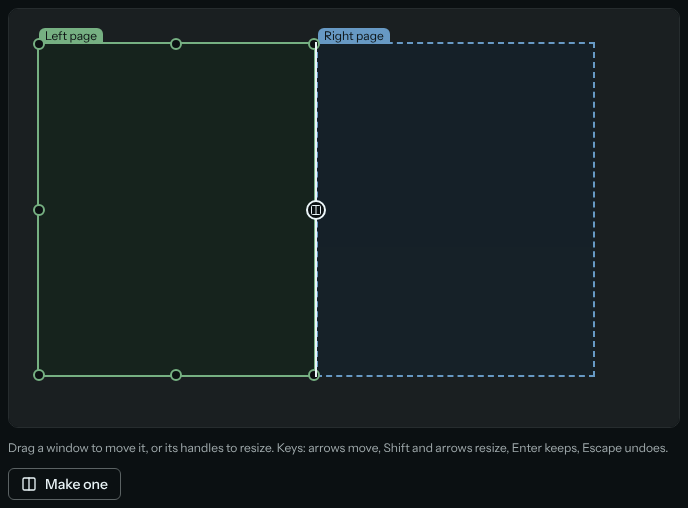 Left page
Right page
Drag a window to move it, or its handles to resize. Keys: arrows move, Shift and arrows resize, Enter keeps, Escape undoes.
Make one